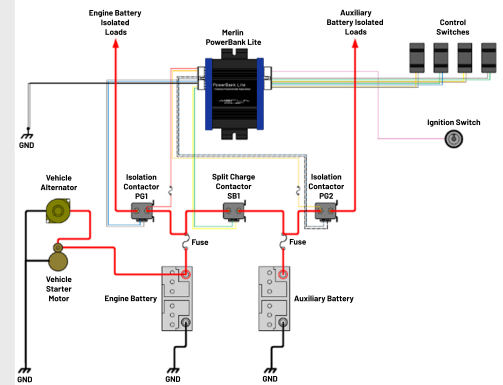 Engine Battery
Isolated
Loads
Merlin
PowerBank Lite
Auxiliary
Battery Isolated
Loads
Control
Switches
PowerBank Lite
GND
Ignition Switch
Vehicle
Alternator
Isolation
Contactor
PG1
Split Charge
Contactor
SB1
Isolation
Contactor
PG2
Fuse
Fuse
Vehicle
Starter
Motor
Engine Battery
Auxiliary Battery
GND
GND
GND